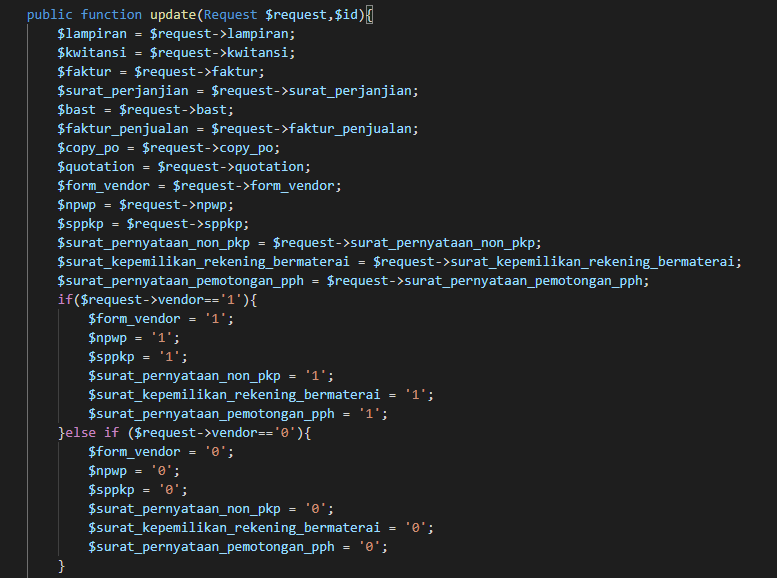 public function update(Request $request,$id){
$lampiran = $request->lampiran;
$kwitansi = $request->kwitansi;
$faktur = $request->faktur;
$surat_perjanjian = $request->surat_perjanjian;
$bast = $request->bast;
$faktur_penjualan = $request->faktur_penjualan;
$copy_po = $request->copy_po;
$quotation = $request->quotation;
$form_vendor = $request->form_vendor;
$npwp = $request->npwp;
$sppkp = $request->sppkp;
$surat_pernyataan_non_pkp = $request->surat_pernyataan_non_pkp;
$surat_kepemilikan_rekening_bermaterai = $request->surat_kepemilikan_rekening_bermaterai;
$surat_pernyataan_pemotongan_pph = $request->surat_pernyataan_pemotongan_pph;
if($request->vendor=='1'){
$form_vendor = '1';
$npwp = '1';
$sppkp = '1';
$surat_pernyataan_non_pkp = '1';
$surat_kepemilikan_rekening_bermaterai = '1';
$surat_pernyataan_pemotongan_pph = '1';
}else if ($request->vendor=='0'){
$form_vendor = '0';
$npwp = '0';
$sppkp = '0';
$surat_pernyataan_non_pkp = '0';
$surat_kepemilikan_rekening_bermaterai = '0';
$surat_pernyataan_pemotongan_pph = '0';
}